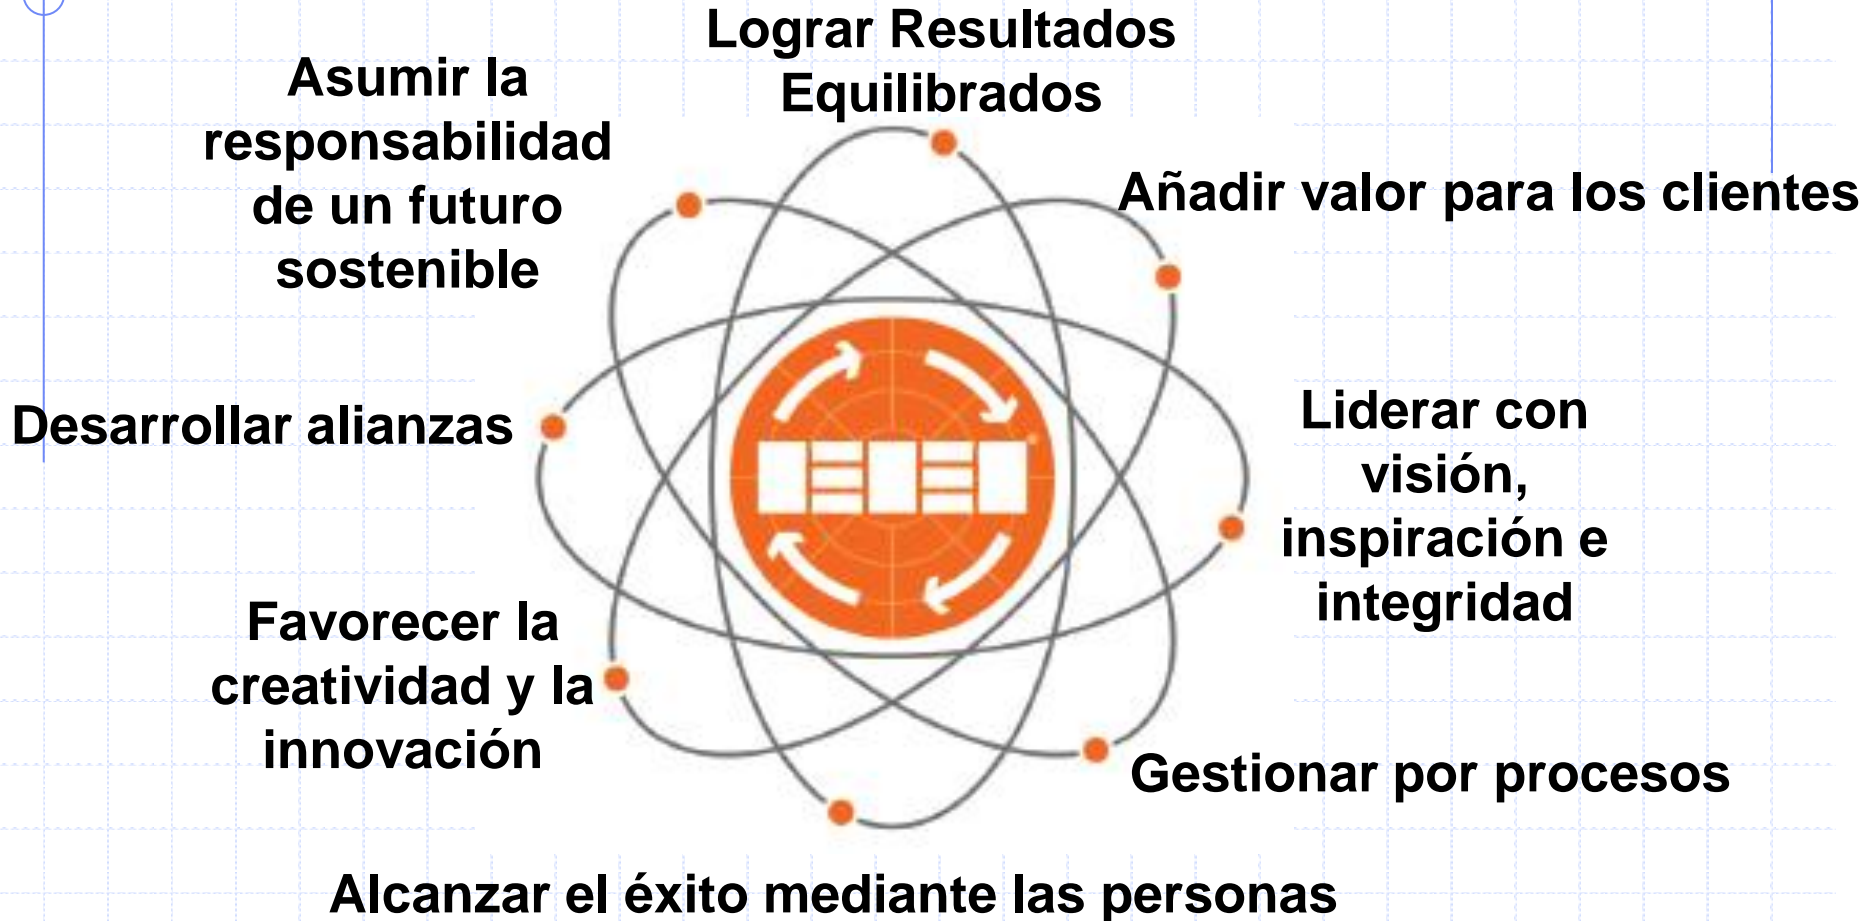 Lograr Resultados
Equilibrados
Asumir la
responsabilidad
de un futuro
sostenible
Añadir valor para los clientes
Desarrollar alianzas
Liderar con
visión,
inspiración e
integridad
Favorecer la
creatividad y la
innovación
Gestionar por procesos
Alcanzar el éxito mediante las personas